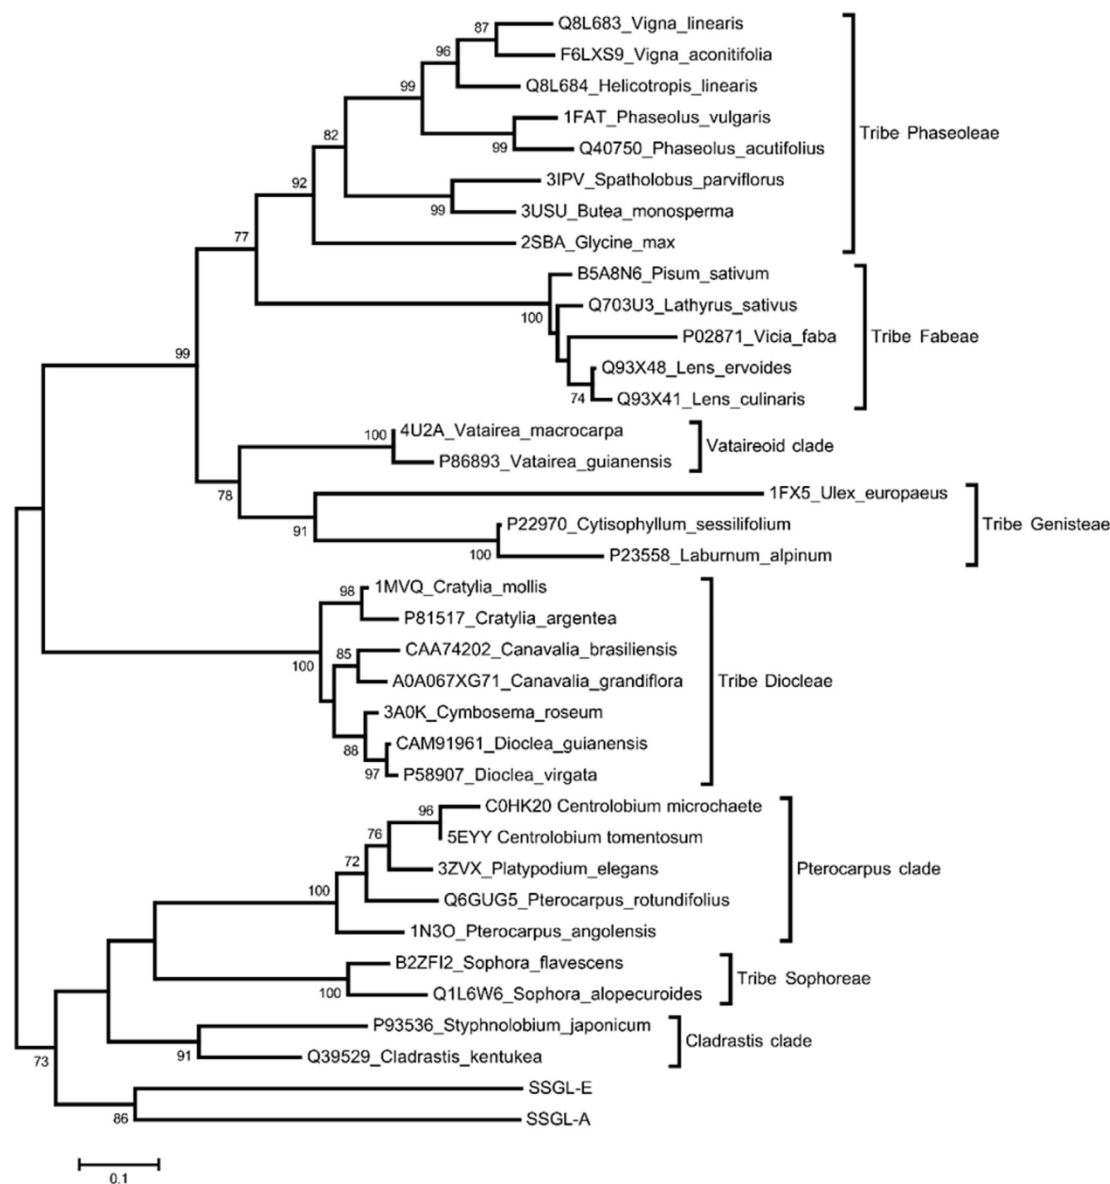 87
Q8L683_Vigna_linearis
96
F6LXS9_Vigna_aconitifolia
99
Q8L684_Helicotropis_linearis
82
1FAT_Phaseolus_vulgaris
Tribe Phaseoleae
99
Q40750_Phaseolus_acutifolius
92
3IPV_Spatholobus_parviflorus
99
3USU_Butea_monosperma
77
2SBA_Glycine_max
B5A8N6_Pisum_sativum
100
Q703U3_Lathyrus_sativus
99
P02871_Vicia_faba
Tribe Fabeae
Q93X48_Lens_ervoides
74
Q93X41_Lens_culinaris
100
4U2A_Vatairea_macrocarpa
Vataireoid clade
P86893_Vatairea_guianensis
78
1FX5_Ulex_europaeus
91
P22970_Cytisophyllum_sessilifolium
Tribe Genisteae
100
P23558_Laburnum_alpinum
98
1MVQ_Cratylia_mollis
P81517_Cratylia_argentea
100
85
CAA74202_Canavalia_brasiliensis
A0A067XG71_Canavalia_grandiflora
Tribe Diocleae
3A0K_Cymbosema_roseum
88
CAM91961_Dioclea_guianensis
97
P58907_Dioclea_virgata
96
C0HK20 Centrolobium microchaete
76
5EYY Centrolobium tomentosum
72
3ZVX_Platypodium_elegans
Pterocarpus clade
100
Q6GUG5_Pterocarpus_rotundifolius
1N3O_Pterocarpus_angolensis
B2ZFI2_Sophora_flavescens
Tribe Sophoreae
100
Q1L6W6_Sophora_alopecuroides
P93536_Styphnolobium_japonicum
Cladrastis clade
73
91
Q39529_Cladrastis_kentukea
SSGL-E
86
SSGL-A
0.1